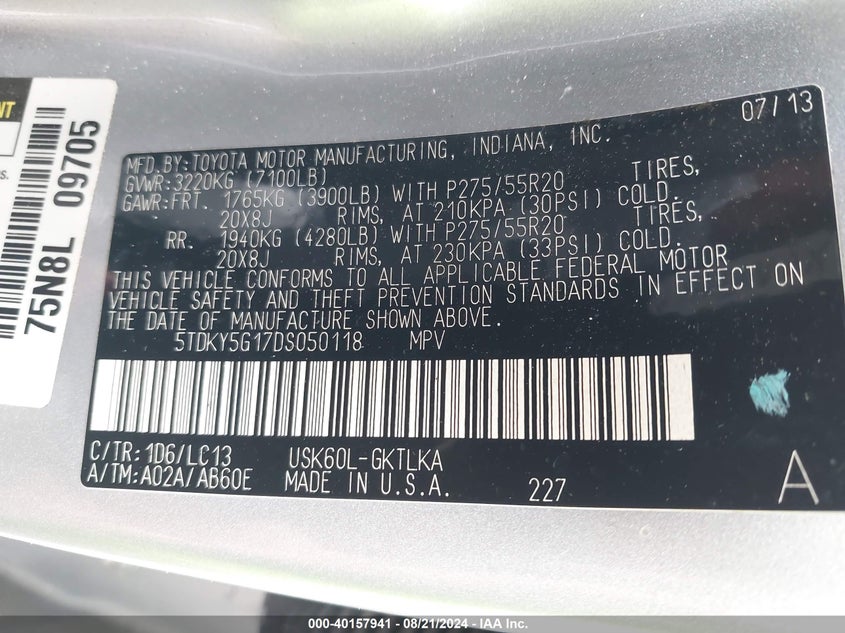 NT
rs.
75N8L 09705
07/13
MFD.BY:TOYOTA MOTOR MANUFACTURING, INDIANA, INC.
GVWR:3220KG (7100LB)
GAWR:FRT. 1765KG (3900LB) WITH P275/55R20 TIRES,
20X8J RIMS, AT 210KPA (30PSI) COLD.
RR. 1940KG (4280LB) WITH P275/55R20 TIRES,
20X8J RIMS, AT 230KPA (33PSI) COLD.
THIS VEHICLE CONFORMS TO ALL APPLICABLE FEDERAL MOTOR
VEHICLE SAFETY AND THEFT PREVENTION STANDARDS IN EFFECT ON
THE DATE OF MANUFACTURE SHOWN ABOVE.
5TDKY5G17DS050118 MPV
C/TR:1D6/LC13 USK60L-GKTLKA
A/TM:A02A/AB60E MADE IN U.S.A. 227
A
000-40157941 - 08/21/2024 - IAA Inc.